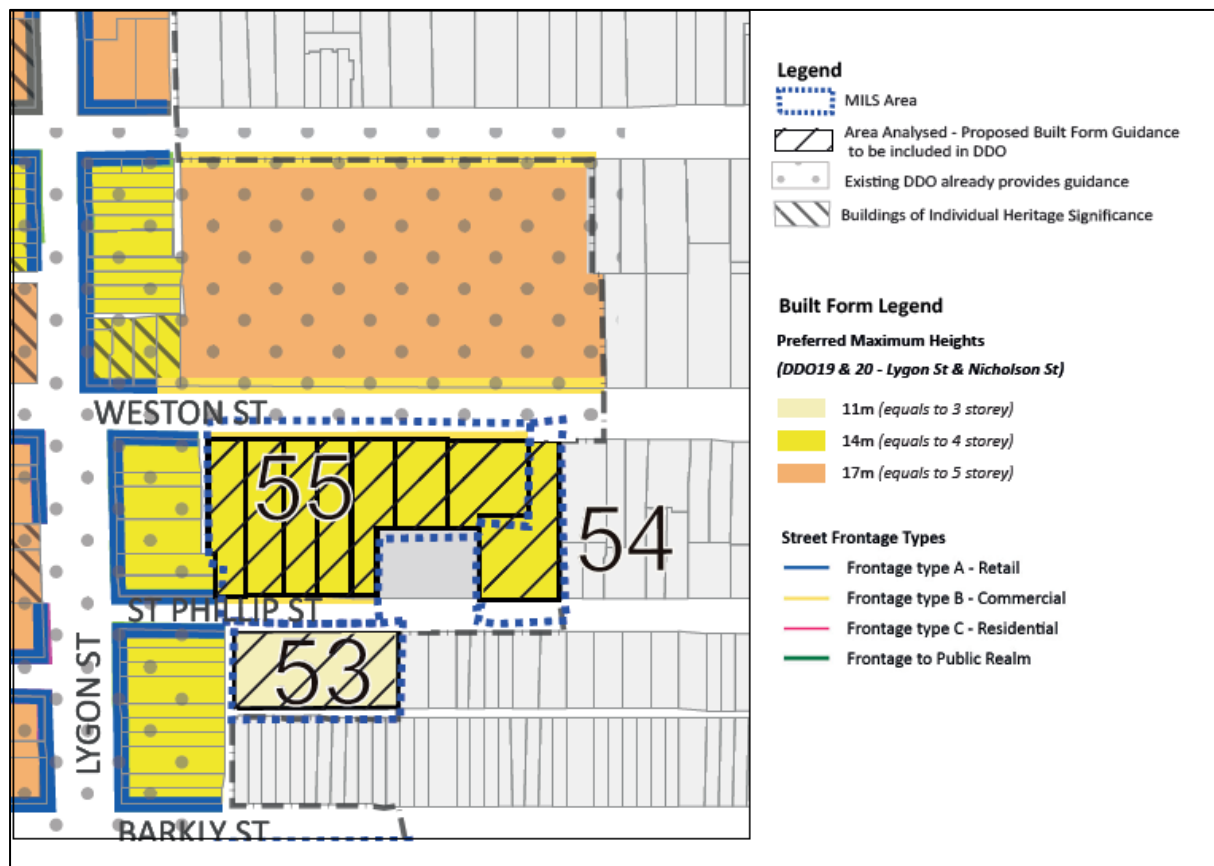 WESTON ST
55
54
ST PHILLIP ST
53
LYGON ST
BARKLY ST
Legend
MILS Area
Area Analysed - Proposed Built Form Guidance
to be included in DDO
Existing DDO already provides guidance
Buildings of Individual Heritage Significance
Built Form Legend
Preferred Maximum Heights
(DDO19 & 20 - Lygon St & Nicholson St)
11m (equals to 3 storey)
14m (equals to 4 storey)
17m (equals to 5 storey)
Street Frontage Types
Frontage type A - Retail
Frontage type B - Commercial
Frontage type C - Residential
Frontage to Public Realm